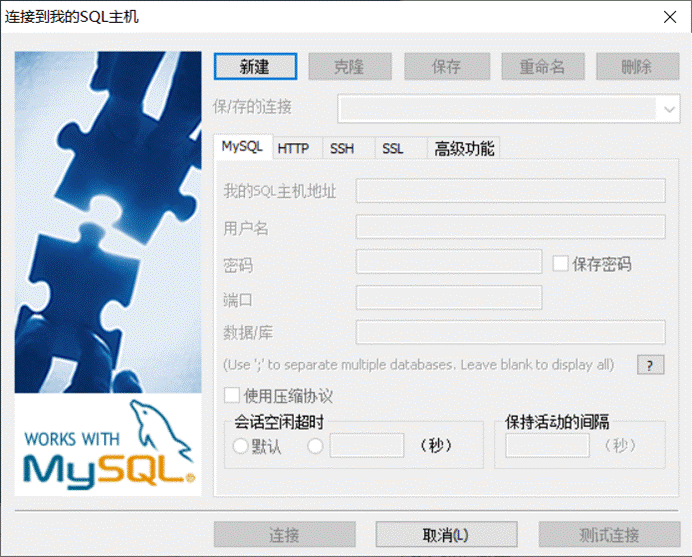 连接到我的SQL主机
新建 克隆 保存 重命名 删除
保/存的连接
MySQL HTTP SSH SSL 高级功能
我的SQL主机地址
用户名
密码 保存密码
端口
数据/库
(Use ';' to separate multiple databases. Leave blank to display all) ?
使用压缩协议
会话空闲超时 保持活动的间隔
默认 （秒） （秒）
WORKS WITH
MySQL®
连接 取消(L) 测试连接